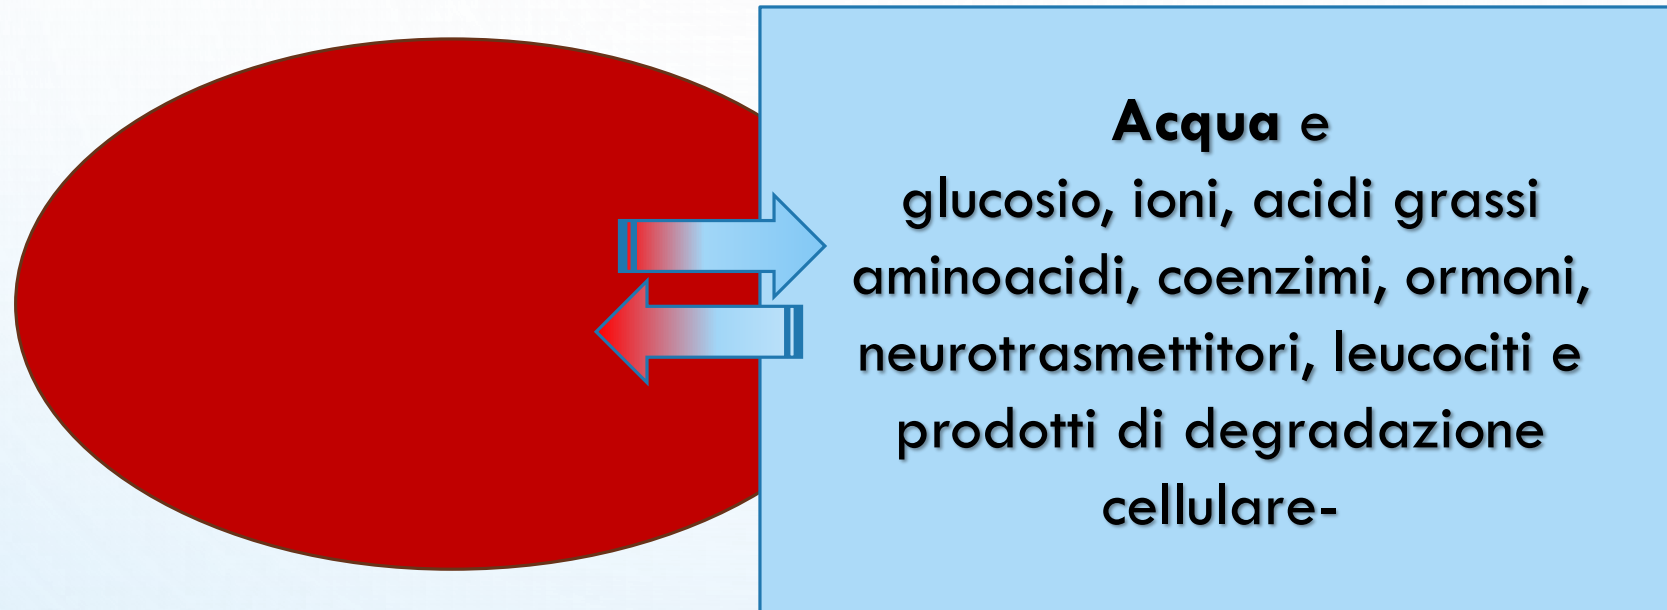 Acqua e
glucosio, ioni, acidi grassi
aminoacidi, coenzimi, ormoni,
neurotrasmettitori, leucociti e
prodotti di degradazione
cellulare-